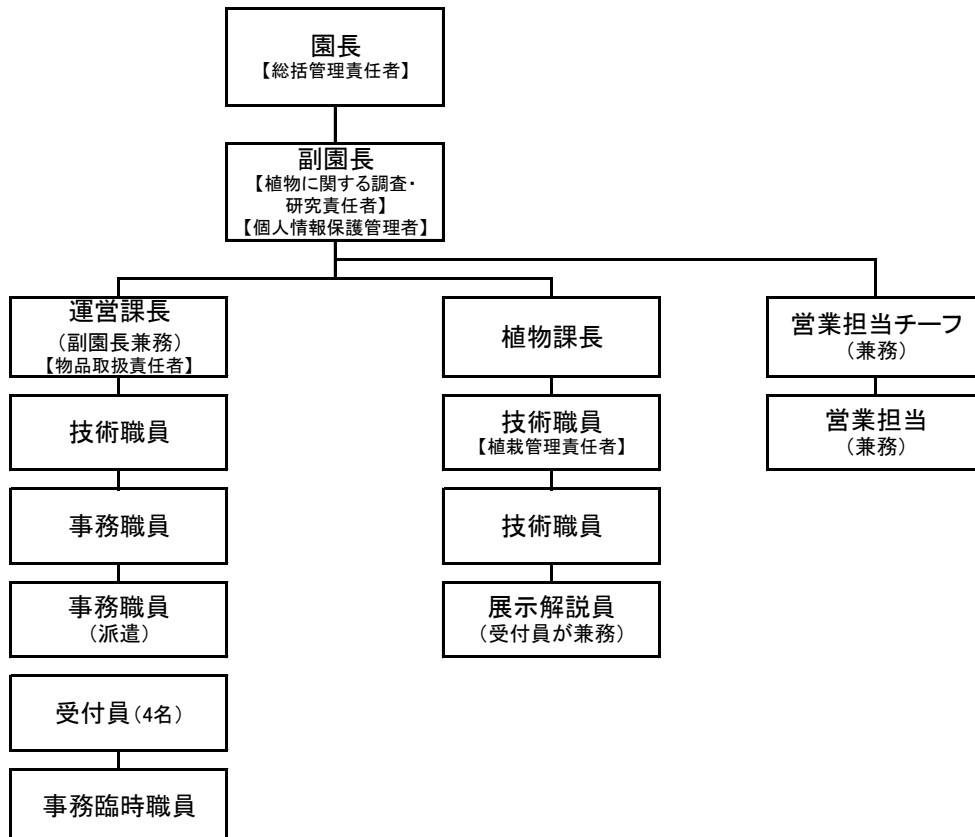 園長
【総括管理責任者】
副園長
【植物に関する調査・
研究責任者】
【個人情報保護管理者】
運営課長
（副園長兼務）
【物品取扱責任者】
技術職員
事務職員
事務職員
（派遣）
受付員（4名）
事務臨時職員
植物課長
技術職員
【植栽管理責任者】
技術職員
展示解説員
（受付員が兼務）
営業担当チーフ
（兼務）
営業担当
（兼務）